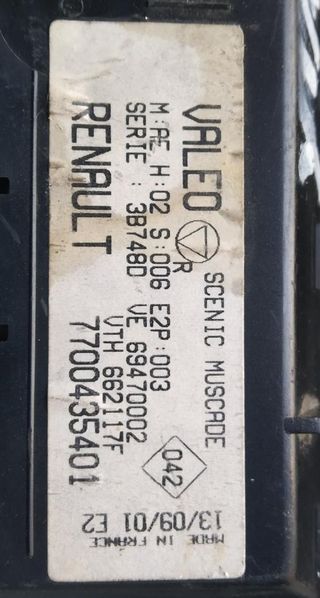 VALEO R SCENIC MUSCADE
M:AE H:02 S:006 E2P:003
SERIE : 3B748D VE 69470002
VTH 662117F
RENAULT 7700435401
042
13/09/01 E2
MADE IN FRANCE